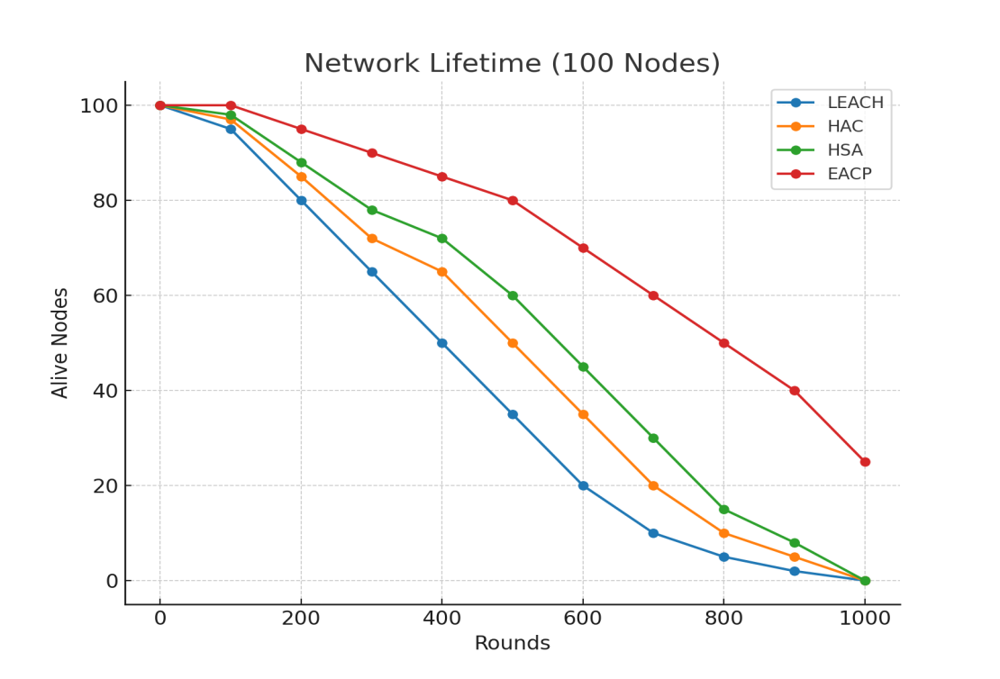 Network Lifetime (100 Nodes)
LEACH
HAC
HSA
EACP
Alive Nodes
100
80
60
40
20
0
0 200 400 600 800 1000
Rounds